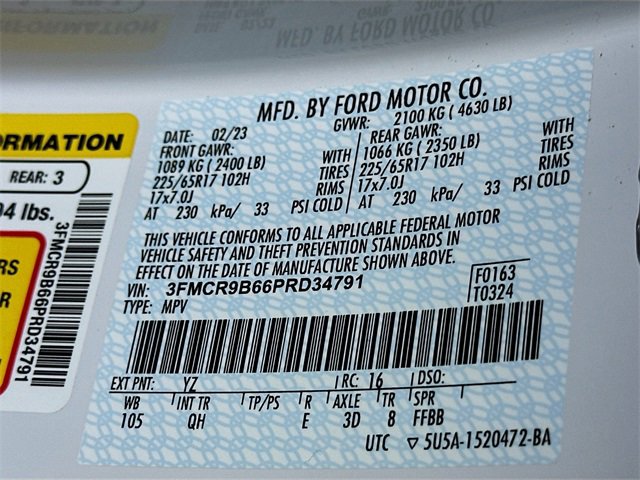 MFD. BY FORD MOTOR CO.
DATE: 02/23 GVWR: 2100 KG ( 4630 LB)
FRONT GAWR: REAR GAWR:
1089 KG ( 2400 LB) WITH 1066 KG ( 2350 LB) WITH
225/65R17 102H TIRES 225/65R17 102H TIRES
17x7.0J RIMS 17x7.0J RIMS
AT 230 kPa/ 33 PSI COLD AT 230 kPa/ 33 PSI COLD
THIS VEHICLE CONFORMS TO ALL APPLICABLE FEDERAL MOTOR
VEHICLE SAFETY AND THEFT PREVENTION STANDARDS IN
EFFECT ON THE DATE OF MANUFACTURE SHOWN ABOVE.
VIN: 3FMCR9B66PRD34791 F0163
TYPE: MPV T0324
EXT PNT: YZ RC: 16 DSO:
WB INT TR TP/PS R AXLE TR SPR
105 QH E 3D 8 FFBB
UTC ▽ 5U5A-1520472-BA
REAR: 3
lbs.
3FMCR9B66PRD34791